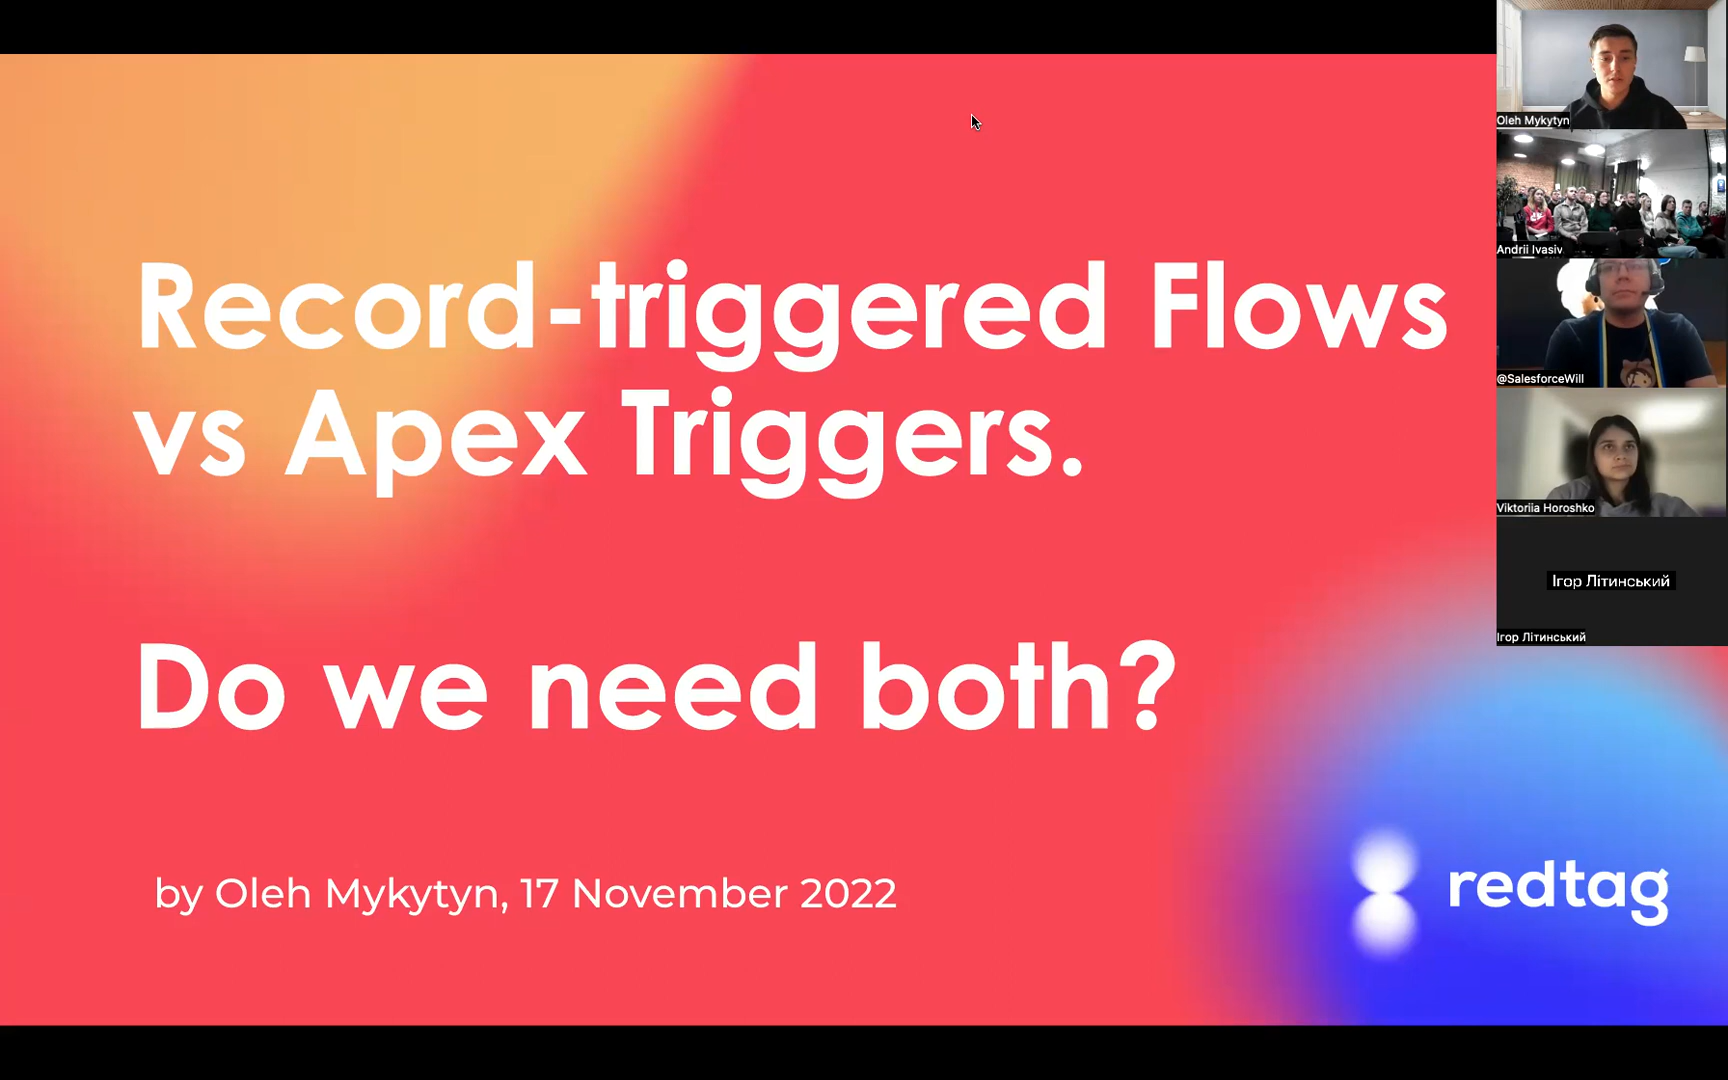 Record-triggered Flows
vs Apex Triggers.
Do we need both?
by Oleh Mykytyn, 17 November 2022
redtag
Oleh Mykytyn
Andrii Ivasiv
@SalesforceWill
Viktoriia Horoshko
Ігор Літинський
Ігор Літинський